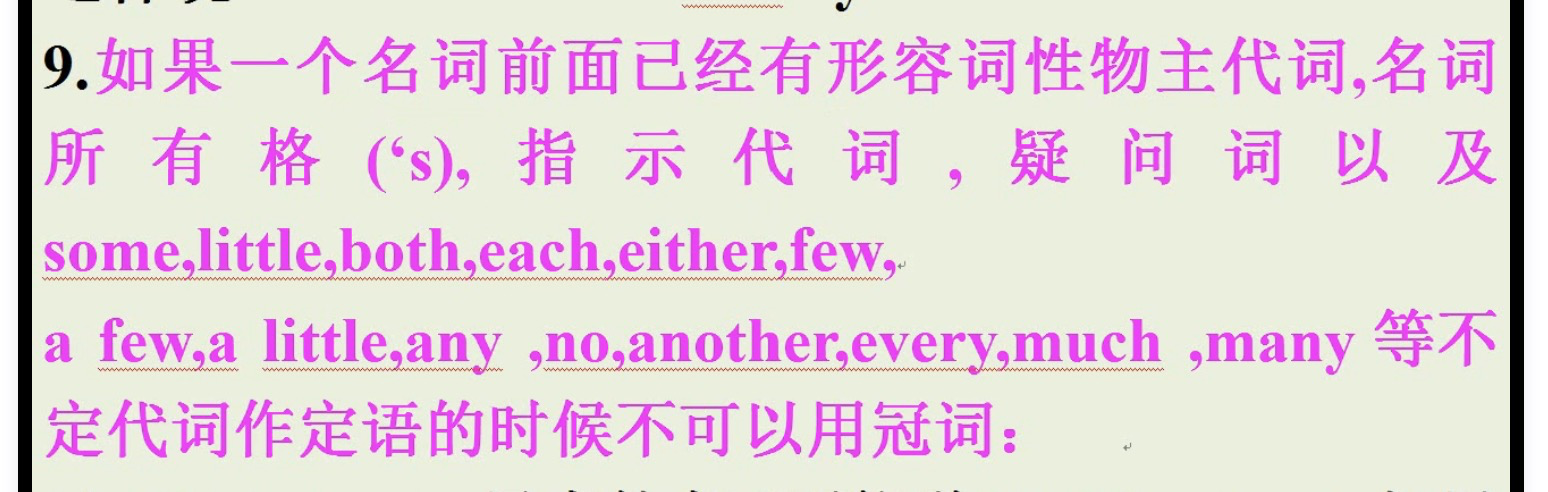 9.如果一个名词前面已经有形容词性物主代词,名词
所有格(‘s),指示代词,疑问词以及
some,little,both,each,either,few,
a few,a little,any ,no,another,every,much ,many 等不
定代词作定语的时候不可以用冠词：